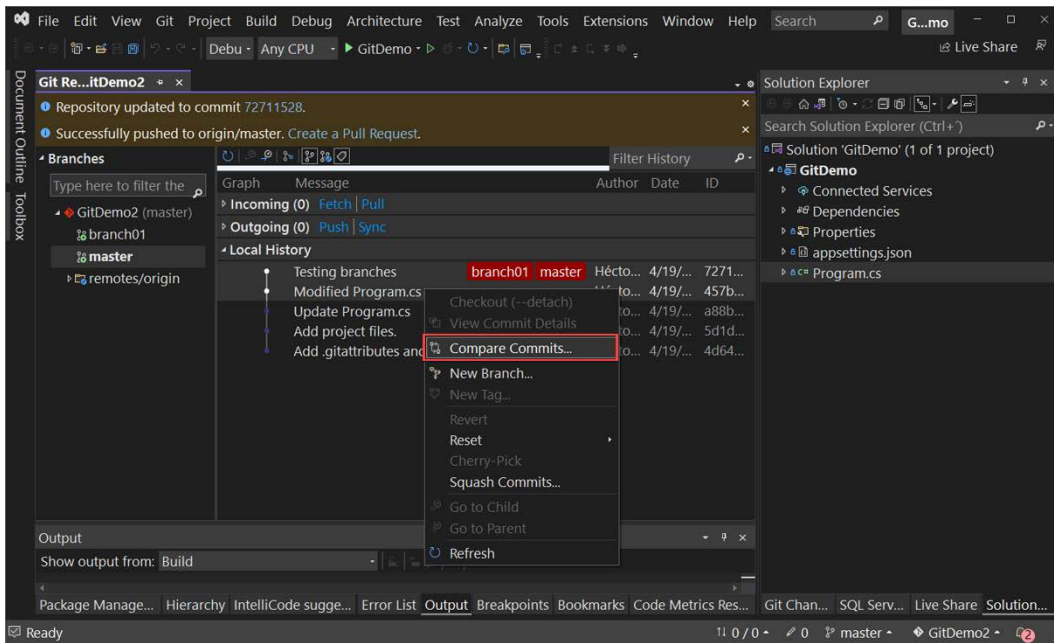 File Edit View Git Project Build Debug Architecture Test Analyze Tools Extensions Window Help Search G...mo
Debu Any CPU GitDemo Live Share
Document Outline
Toolbox
Git Re...itDemo2
Repository updated to commit 72711528.
Successfully pushed to origin/master. Create a Pull Request.
Branches
Type here to filter the
GitDemo2 (master)
branch01
master
remotes/origin
Filter History
Graph Message Author Date ID
Incoming (0) Fetch | Pull
Outgoing (0) Push | Sync
Local History
Testing branches branch01 master Hécto... 4/19/... 7271...
Modified Program.cs 4/19/... 457b...
Update Program.cs 4/19/... a88b...
Add project files. 4/19/... 5d1d...
Add .gitattributes and 4/19/... 4d64...
Checkout (--detach)
View Commit Details
Compare Commits...
New Branch...
New Tag...
Revert
Reset
Cherry-Pick
Squash Commits...
Go to Child
Go to Parent
Refresh
Solution Explorer
Search Solution Explorer (Ctrl+´)
Solution 'GitDemo' (1 of 1 project)
GitDemo
Connected Services
Dependencies
Properties
appsettings.json
C# Program.cs
Output
Show output from: Build
Package Manage... Hierarchy IntelliCode sugge... Error List Output Breakpoints Bookmarks Code Metrics Res... Git Chan... SQL Serv... Live Share Solution...
Ready 0 / 0 0 master GitDemo2 2